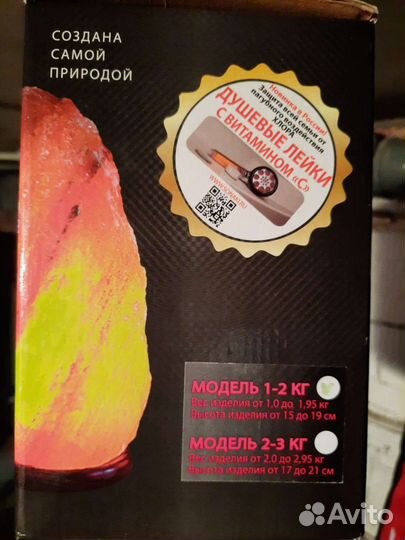 СОЗДАНА
САМОЙ
ПРИРОДОЙ
Новинка в России!
Защита всей семьи от
пагубного воздействия
ХЛОРА
ДУШЕВЫЕ ЛЕЙКИ
С ВИТАМИНОМ «С»
МОДЕЛЬ 1-2 КГ
Вес изделия от 1,0 до 1,95 кг
Высота изделия от 15 до 19 см
МОДЕЛЬ 2-3 КГ
Вес изделия от 2.0 до 2,95 кг
Высота изделия от 17 до 21 см
Avito